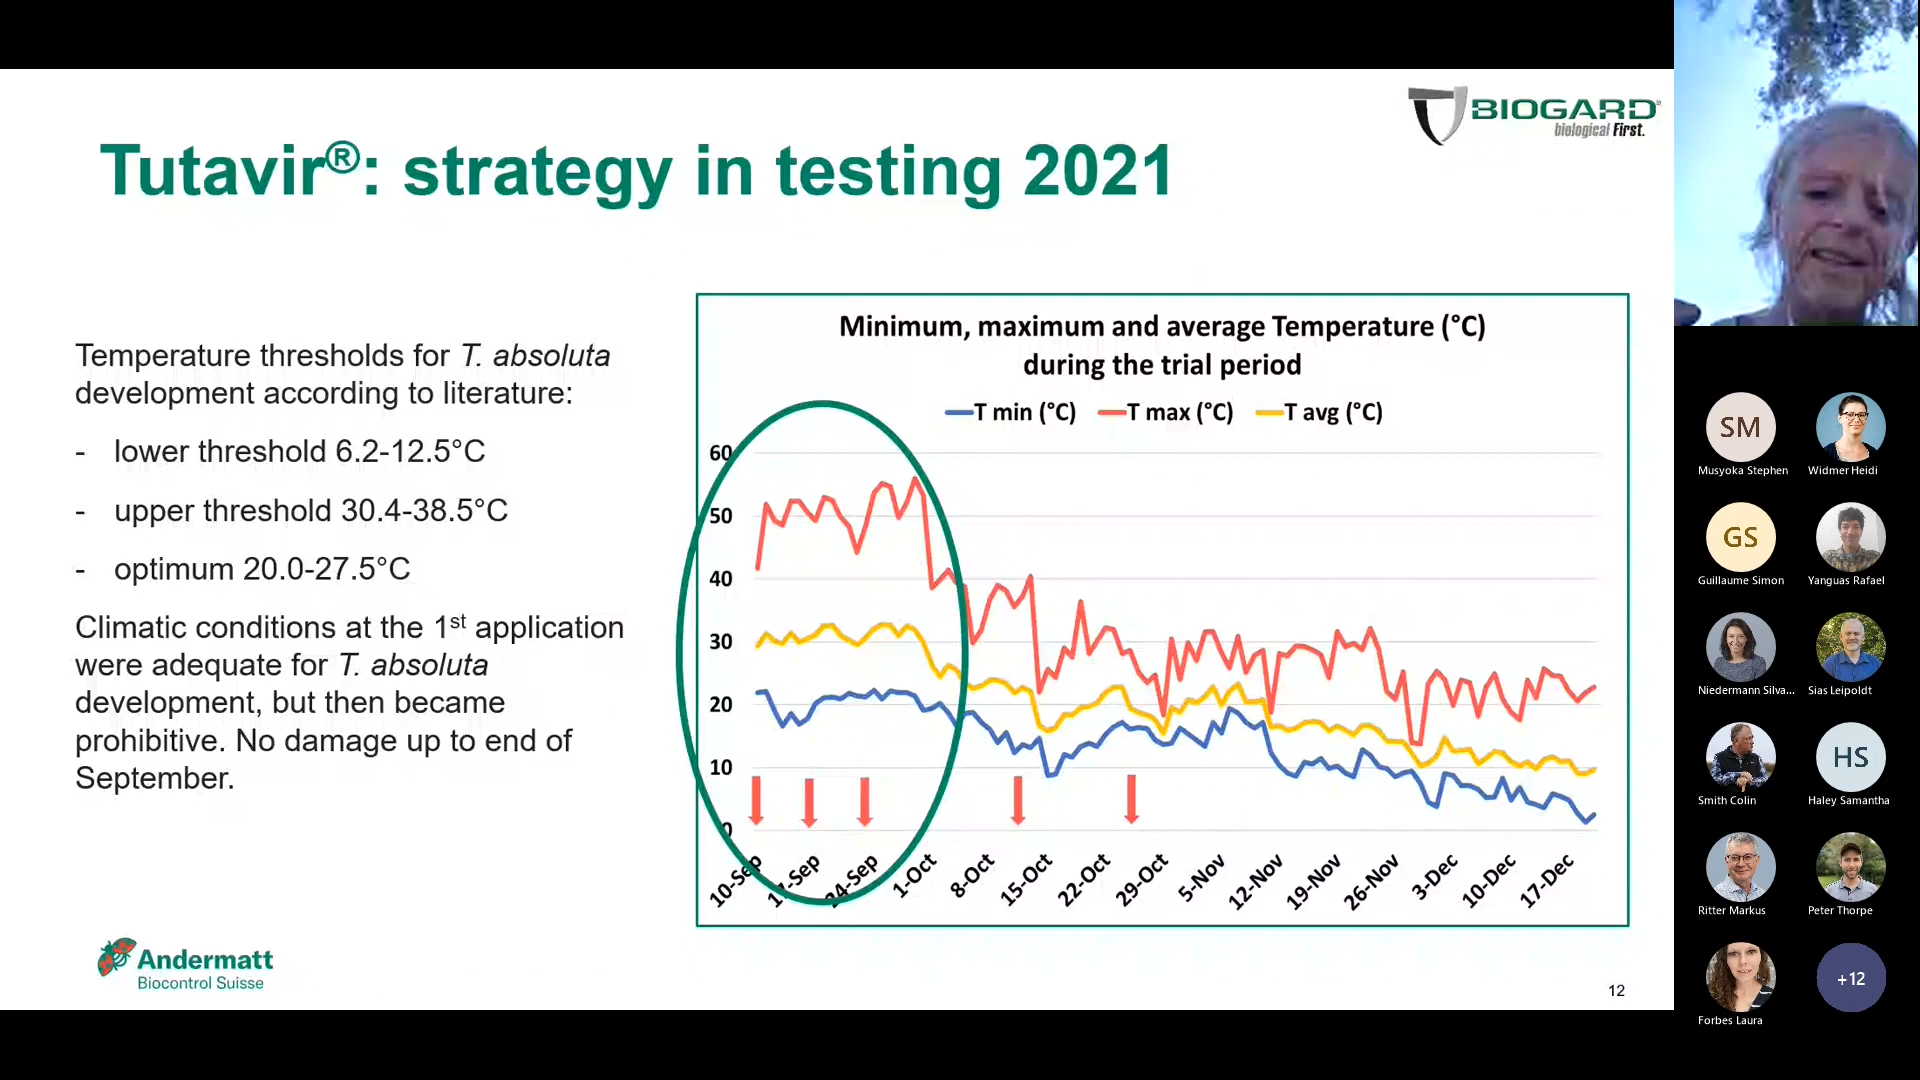 BIOGARD®
biological First.
Tutavir®: strategy in testing 2021
Temperature thresholds for T. absoluta
development according to literature:
- lower threshold 6.2-12.5°C
- upper threshold 30.4-38.5°C
- optimum 20.0-27.5°C
Climatic conditions at the 1st application
were adequate for T. absoluta
development, but then became
prohibitive. No damage up to end of
September.
Minimum, maximum and average Temperature (°C)
during the trial period
T min (°C) T max (°C) T avg (°C)
60
50
40
30
20
10
0
10-Sep 17-Sep 24-Sep 1-Oct 8-Oct 15-Oct 22-Oct 29-Oct 5-Nov 12-Nov 19-Nov 26-Nov 3-Dec 10-Dec 17-Dec
Andermatt
Biocontrol Suisse
12
SM
Musyoka Stephen Widmer Heidi
GS
Guillaume Simon Yanguas Rafael
Niedermann Silva... Sias Leipoldt
HS
Smith Colin Haley Samantha
Ritter Markus Peter Thorpe
+12
Forbes Laura